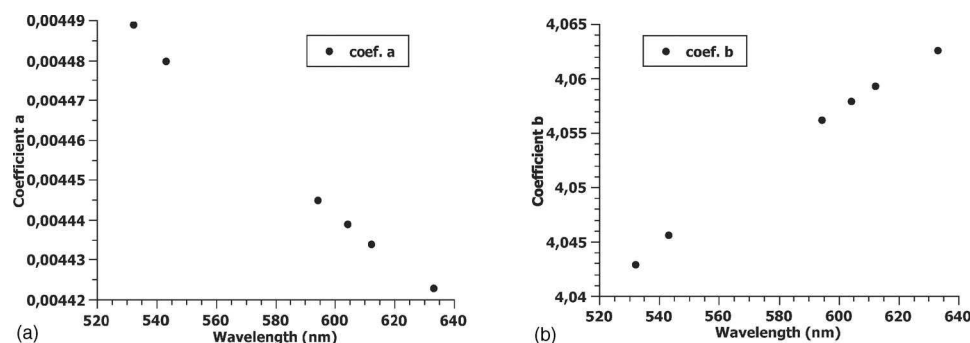 0,00449
0,00448
0,00447
0,00446
0,00445
0,00444
0,00443
0,00442
Coefficient a
coef. a
520 540 560 580 600 620 640
Wavelength (nm)
(a)
4,065
4,06
4,055
4,05
4,045
4,04
Coefficient b
coef. b
520 540 560 580 600 620 640
Wavelength (nm)
(b)